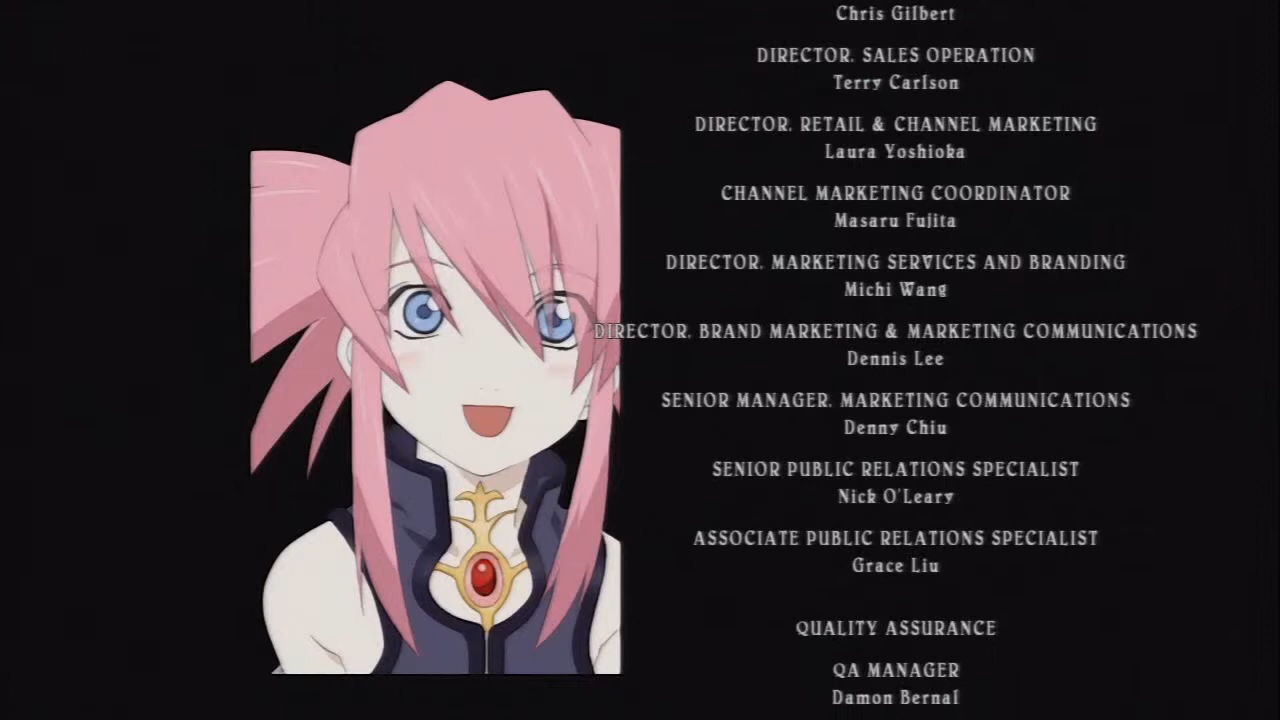 Chris Gilbert
DIRECTOR, SALES OPERATION
Terry Carlson
DIRECTOR, RETAIL & CHANNEL MARKETING
Laura Yoshioka
CHANNEL MARKETING COORDINATOR
Masaru Fujita
DIRECTOR, MARKETING SERVICES AND BRANDING
Michi Wang
DIRECTOR, BRAND MARKETING & MARKETING COMMUNICATIONS
Dennis Lee
SENIOR MANAGER, MARKETING COMMUNICATIONS
Denny Chiu
SENIOR PUBLIC RELATIONS SPECIALIST
Nick O'Leary
ASSOCIATE PUBLIC RELATIONS SPECIALIST
Grace Liu
QUALITY ASSURANCE
QA MANAGER
Damon Bernal